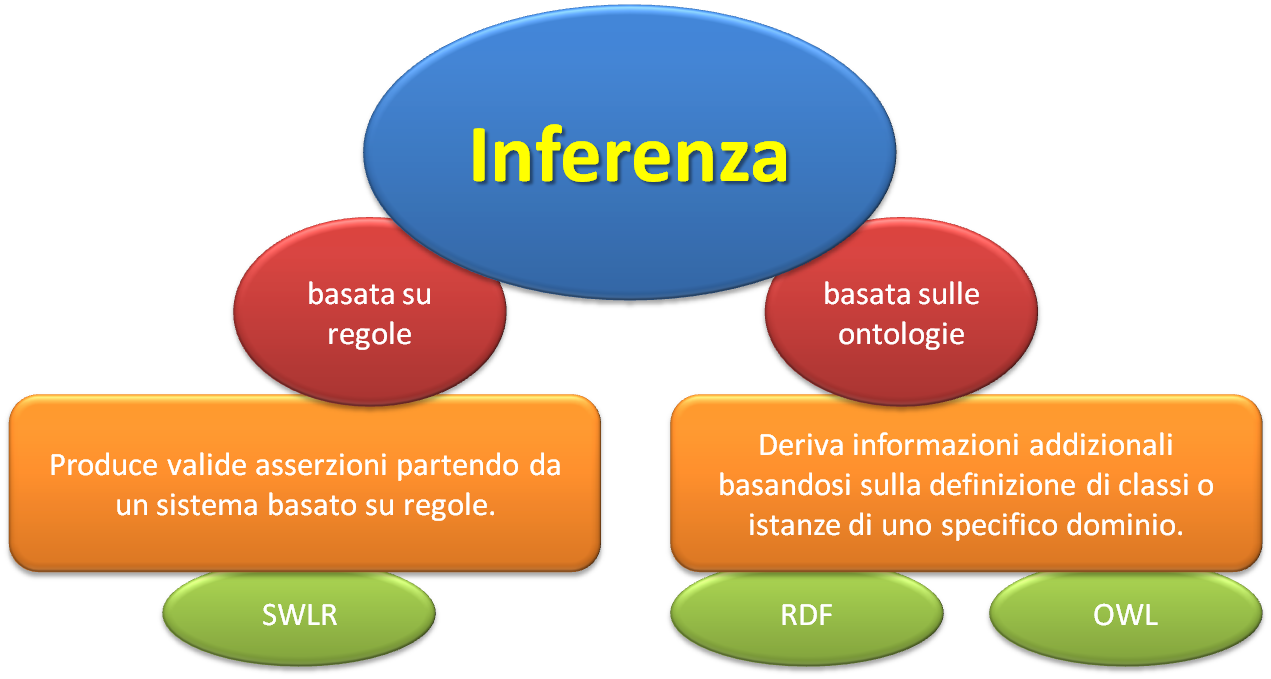 Inferenza
basata su
regole
basata sulle
ontologie
Produce valide asserzioni partendo da
un sistema basato su regole.
Deriva informazioni addizionali
basandosi sulla definizione di classi o
istanze di uno specifico dominio.
SWLR
RDF
OWL